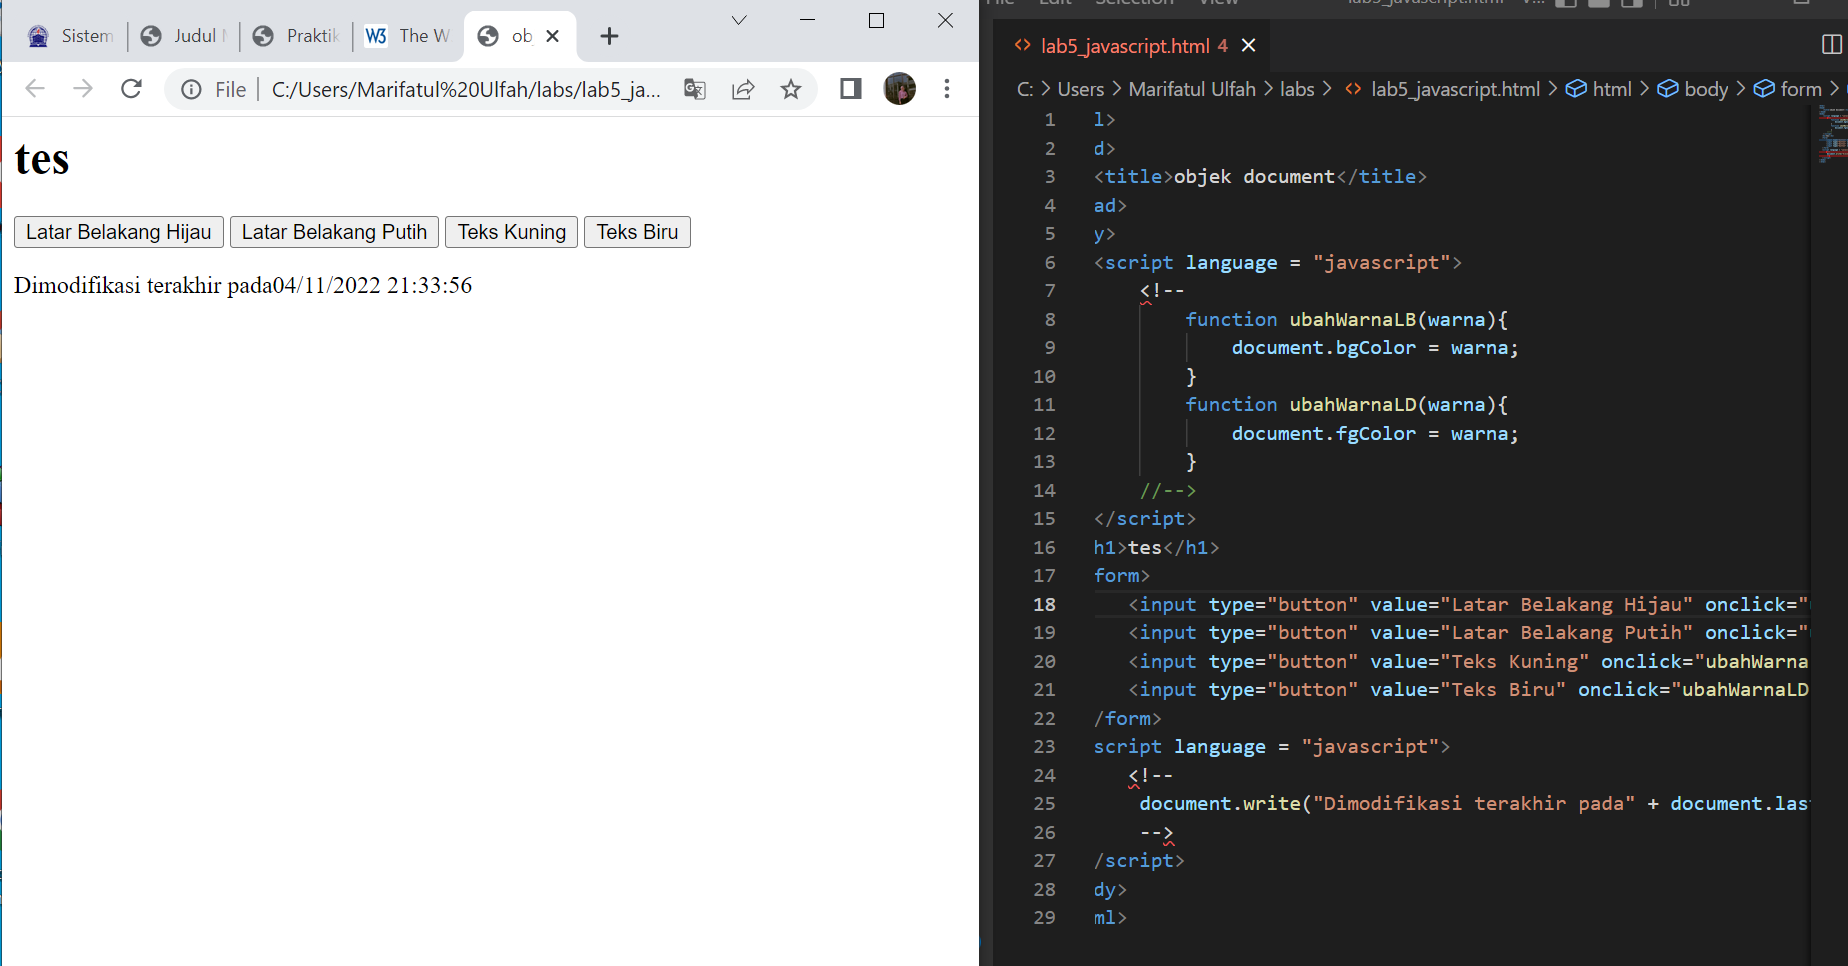 Sistem
Judul
Praktik
W3 The W
ob
File
C:/Users/Marifatul%20Ulfah/labs/lab5_ja...
tes
Latar Belakang Hijau
Latar Belakang Putih
Teks Kuning
Teks Biru
Dimodifikasi terakhir pada04/11/2022 21:33:56
File Edit Selection View lab5_javascript.html
lab5_javascript.html 4
C: > Users > Marifatul Ulfah > labs > lab5_javascript.html > html > body > form >
1 l>
2 d>
3 <title>objek document</title>
4 ad>
5 y>
6 <script language = "javascript">
7 <!--
8 function ubahWarnaLB(warna){
9 document.bgColor = warna;
10 }
11 function ubahWarnaLD(warna){
12 document.fgColor = warna;
13 }
14 //-->
15 </script>
16 h1>tes</h1>
17 form>
18 <input type="button" value="Latar Belakang Hijau" onclick="
19 <input type="button" value="Latar Belakang Putih" onclick="
20 <input type="button" value="Teks Kuning" onclick="ubahWarna
21 <input type="button" value="Teks Biru" onclick="ubahWarnaLD
22 /form>
23 script language = "javascript">
24 <!--
25 document.write("Dimodifikasi terakhir pada" + document.las
26 -->
27 /script>
28 dy>
29 ml>